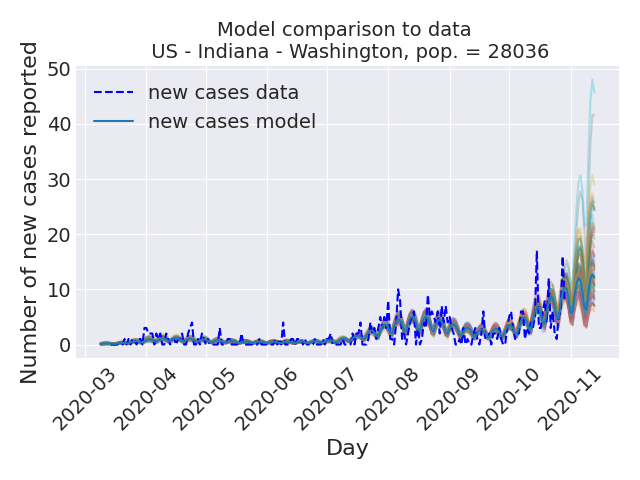 Model comparison to data
US - Indiana - Washington, pop. = 28036
Number of new cases reported
50
40
30
20
10
0
new cases data
new cases model
2020-03
2020-04
2020-05
2020-06
2020-07
2020-08
2020-09
2020-10
2020-11
Day